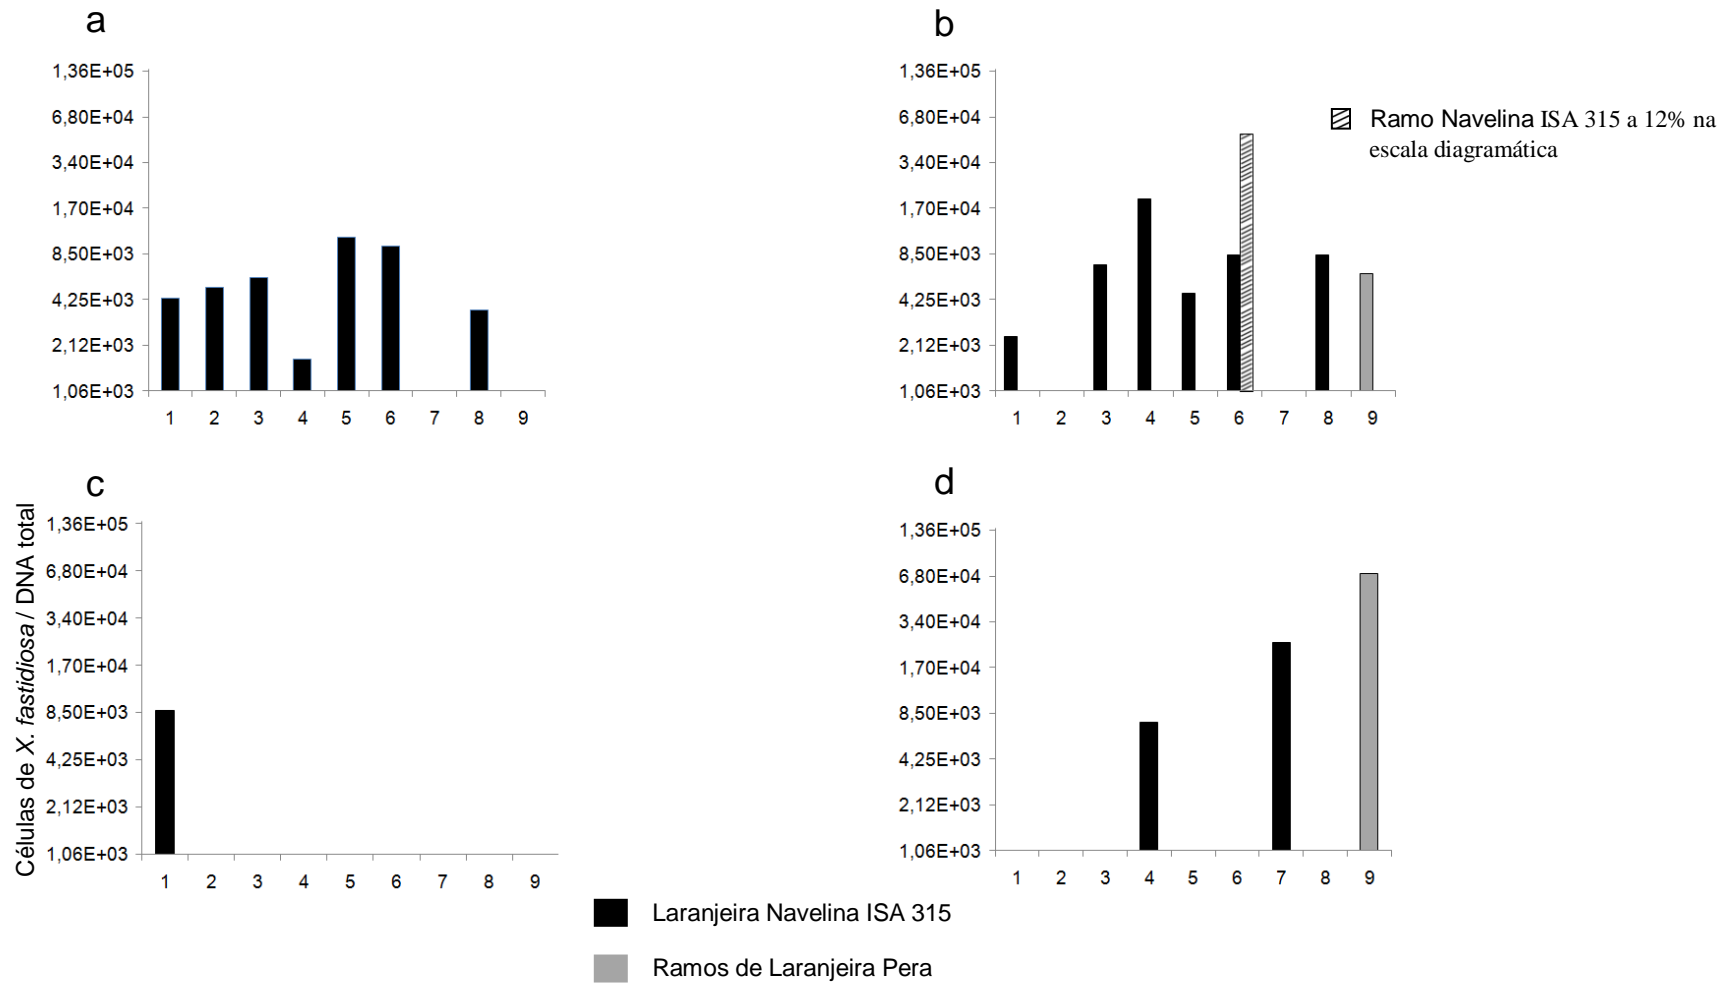 a
1,36E+05
6,80E+04
3,40E+04
1,70E+04
8,50E+03
4,25E+03
2,12E+03
1,06E+03
1 2 3 4 5 6 7 8 9
b
1,36E+05
6,80E+04
3,40E+04
1,70E+04
8,50E+03
4,25E+03
2,12E+03
1,06E+03
1 2 3 4 5 6 7 8 9
Ramo Navelina ISA 315 a 12% na
escala diagramática
c
Células de X. fastidiosa / DNA total
1,36E+05
6,80E+04
3,40E+04
1,70E+04
8,50E+03
4,25E+03
2,12E+03
1,06E+03
1 2 3 4 5 6 7 8 9
d
1,36E+05
6,80E+04
3,40E+04
1,70E+04
8,50E+03
4,25E+03
2,12E+03
1,06E+03
1 2 3 4 5 6 7 8 9
Laranjeira Navelina ISA 315
Ramos de Laranjeira Pera